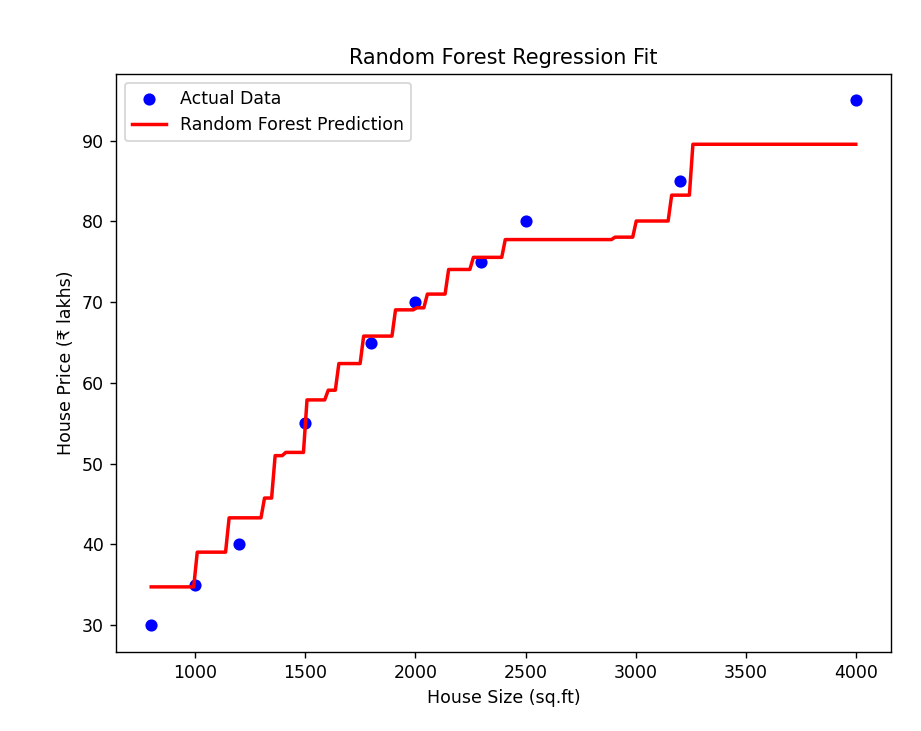 Random Forest Regression Fit
Actual Data
Random Forest Prediction
House Price (₹ lakhs)
90
80
70
60
50
40
30
1000 1500 2000 2500 3000 3500 4000
House Size (sq.ft)